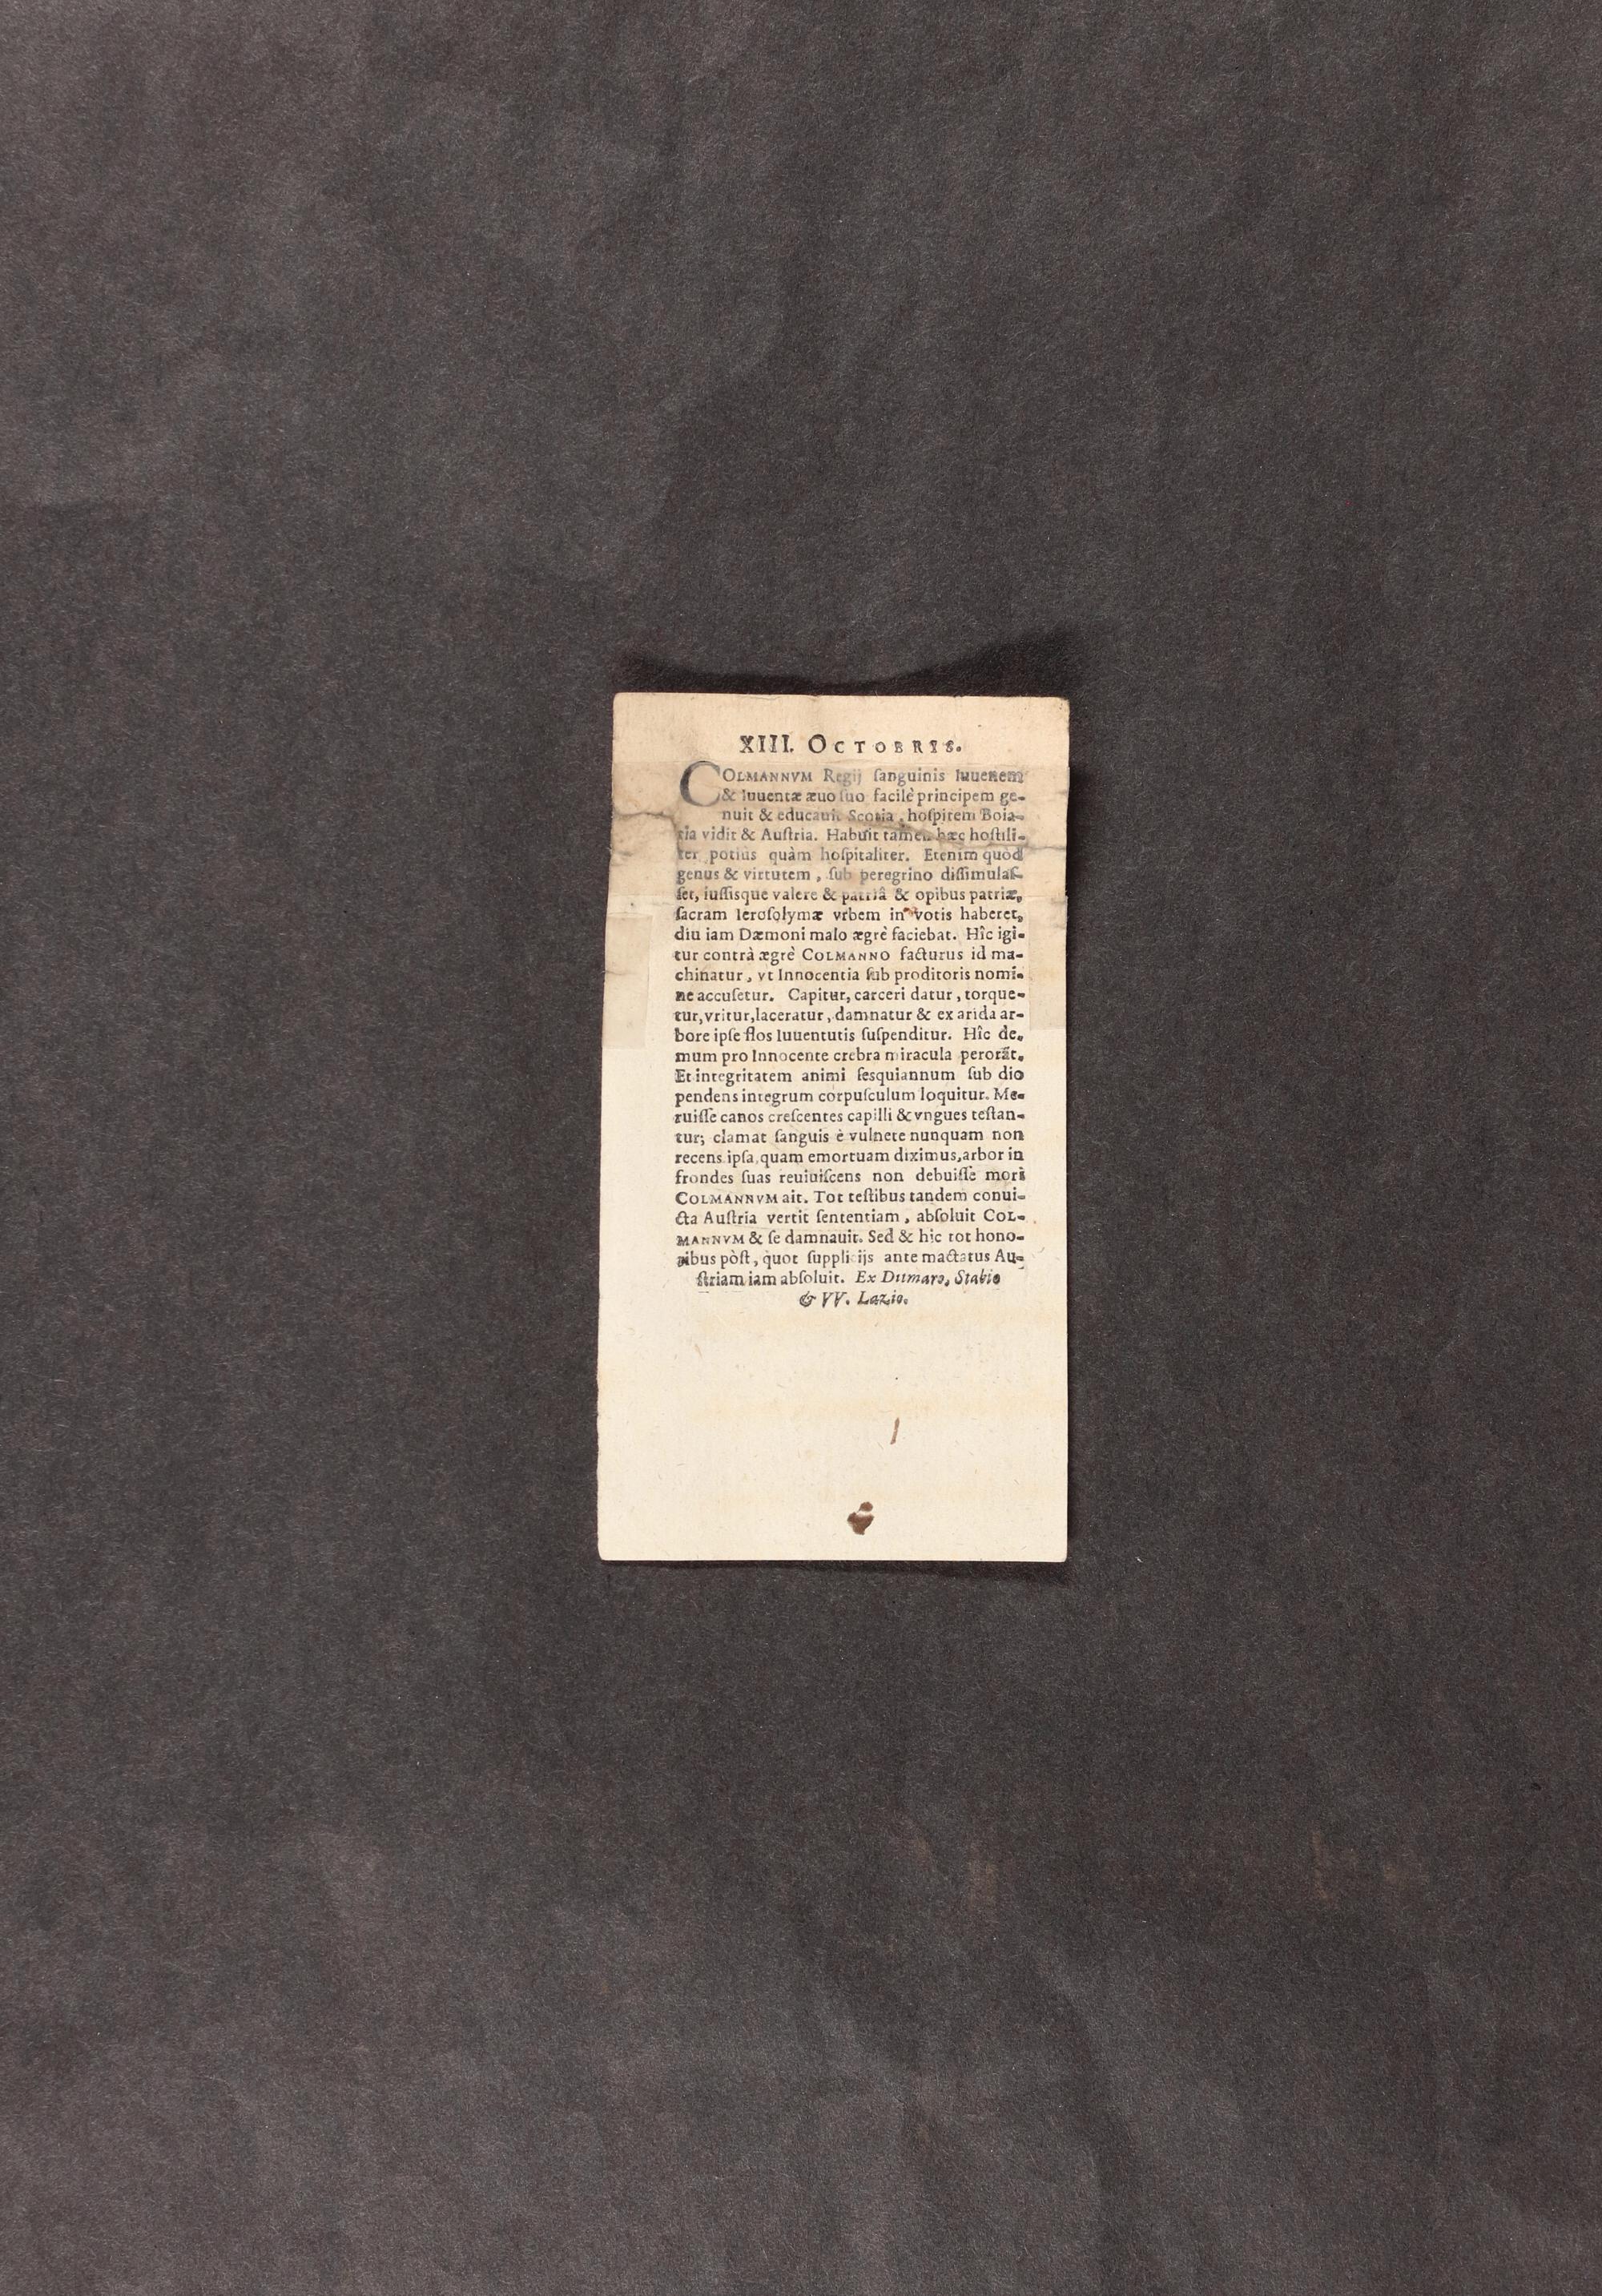 XIII. OCTOBRIS.
COLMANNVM Regij ſanguinis Iuuenem
& Iuuentæ æuo ſuo facilè principem ge-
nuit & educauit Scotia, hoſpitem Boia-
ria vidit & Auſtria. Habuit tamen hæc hoſtili-
ter potiùs quàm hoſpitaliter. Etenim quòd
genus & virtutem, ſub peregrino diſſimulaſ-
ſet, iuſſisque valere & patriâ & opibus patriæ,
ſacram Ieroſolymæ vrbem in votis haberet,
diu iam Dæmoni malo ægrè faciebat. Hîc igi-
tur contrà ægrè COLMANNO facturus id ma-
chinatur, vt Innocentia ſub proditoris nomi-
ne accuſetur. Capitur, carceri datur, torque-
tur, vritur, laceratur, damnatur & ex arida ar-
bore ipſe flos Iuuentutis ſuſpenditur. Hîc de-
mum pro Innocente crebra miracula perorãt.
Et integritatem animi ſesquiannum ſub dio
pendens integrum corpuſculum loquitur. Me-
ruiſſe canos creſcentes capilli & vngues teſtan-
tur; clamat ſanguis è vulnere nunquam non
recens ipſa, quam emortuam diximus, arbor in
frondes ſuas reuiuiſcens non debuiſſe mori
COLMANNVM ait. Tot teſtibus tandem conui-
cta Auſtria vertit ſententiam, abſoluit COL-
MANNVM & ſe damnauit. Sed & hic tot hono-
ribus pòſt, quot ſupplicijs ante mactatus Au-
ſtriam iam abſoluit. Ex Ditmaro, Stabio
& VV. Lazio.